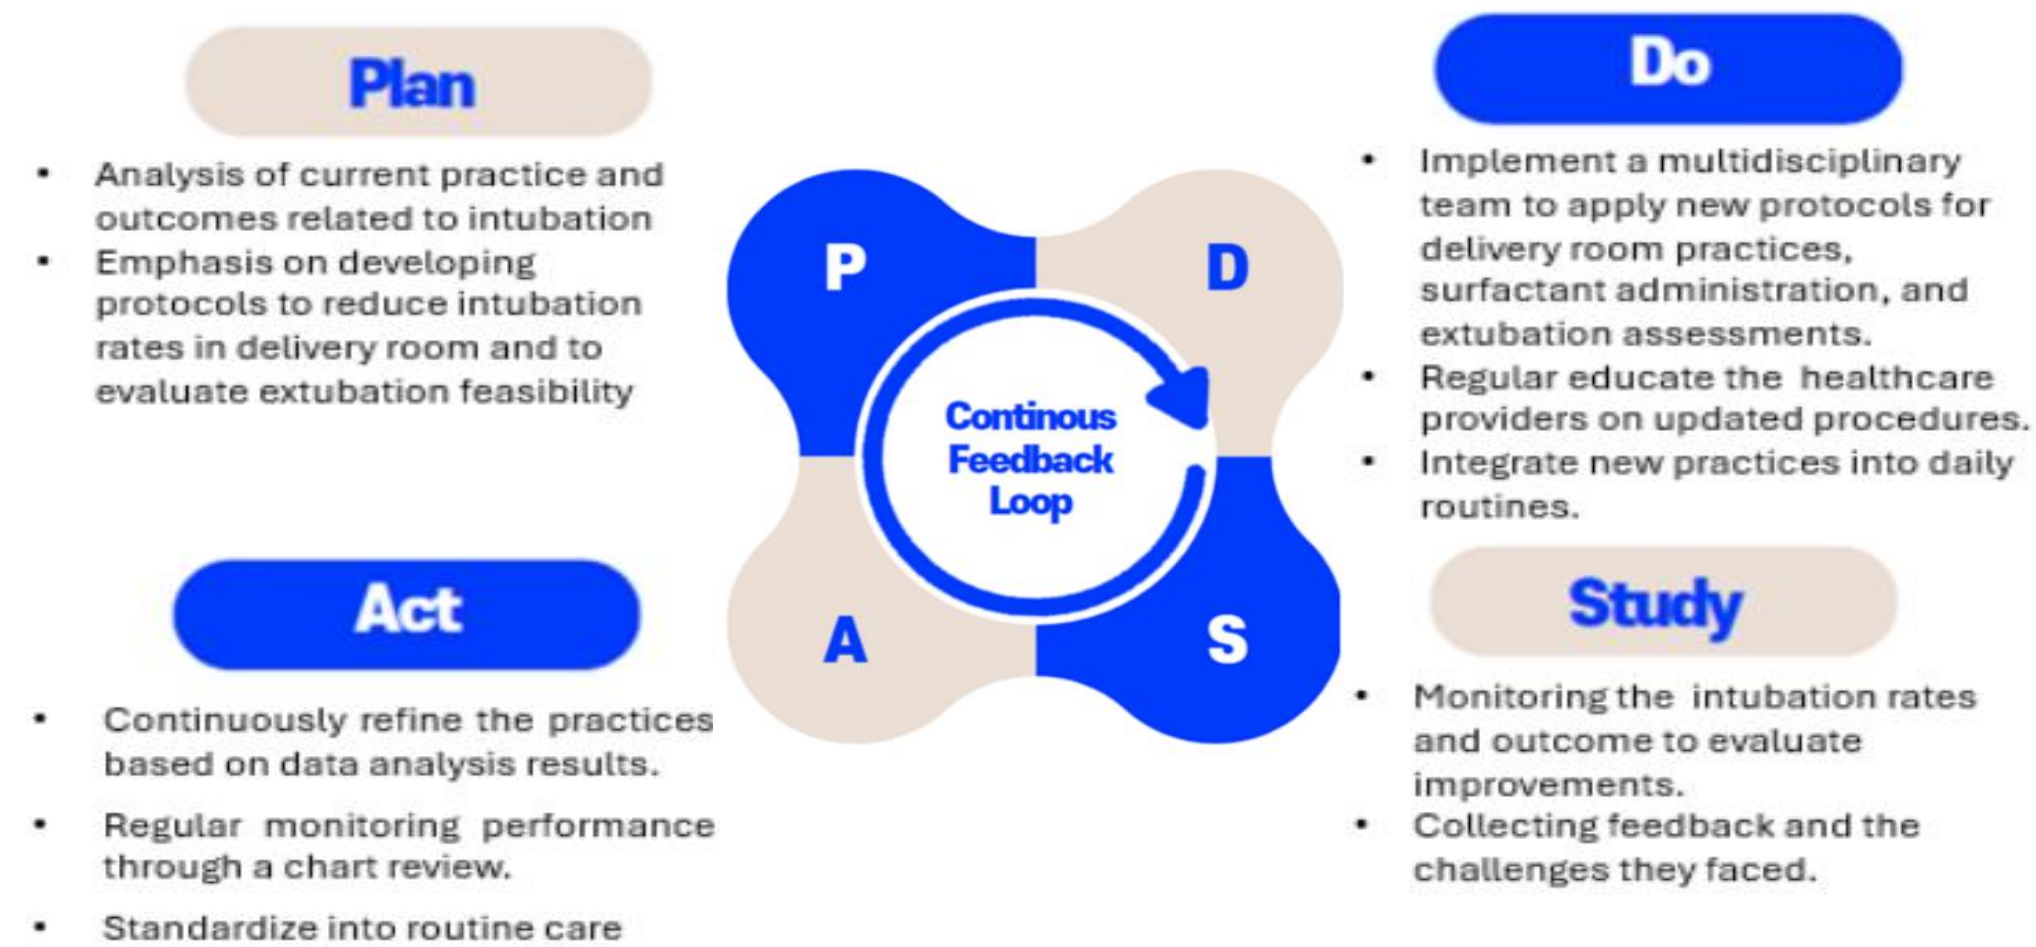 Plan
• Analysis of current practice and
outcomes related to intubation
• Emphasis on developing
protocols to reduce intubation
rates in delivery room and to
evaluate extubation feasibility
Do
• Implement a multidisciplinary
team to apply new protocols for
delivery room practices,
surfactant administration, and
extubation assessments.
• Regular educate the healthcare
providers on updated procedures.
• Integrate new practices into daily
routines.
P
D
Continous
Feedback
Loop
A
S
Act
• Continuously refine the practices
based on data analysis results.
• Regular monitoring performance
through a chart review.
• Standardize into routine care
Study
• Monitoring the intubation rates
and outcome to evaluate
improvements.
• Collecting feedback and the
challenges they faced.